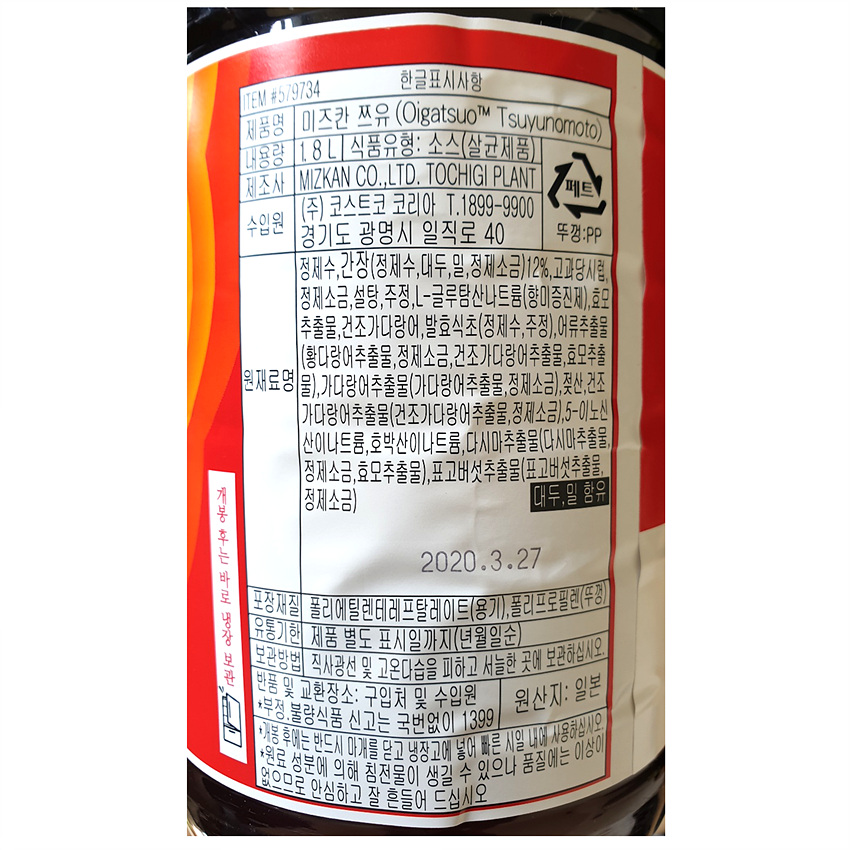 ITEM #579734 한글표시사항
제품명 미즈칸 쯔유 (Oigatsuo™ Tsuyunomoto)
내용량 1.8L 식품유형: 소스(살균제품)
제조사 MIZKAN CO.,LTD. TOCHIGI PLANT
수입원 (주) 코스트코 코리아 T.1899-9900
경기도 광명시 일직로 40
페트
뚜껑:PP
원재료명
정제수,간장(정제수,대두,밀,정제소금)12%,고과당시럽,
정제소금,설탕,주정,L-글루탐산나트륨(향미증진제),효모
추출물,건조가다랑어,발효식초(정제수,주정),어류추출물
(황다랑어추출물,정제소금,건조가다랑어,효모추출
물),가다랑어추출물(가다랑어추출물,정제소금),젖산,건조
가다랑어추출물(건조가다랑어추출물,정제소금),5-이노신
산이나트륨,호박산이나트륨,다시마추출물(다시마추출물,
정제소금,효모추출물),표고버섯추출물(표고버섯추출물,
정제소금)
대두,밀 함유
2020.3.27
포장재질 폴리에틸렌테레프탈레이트(용기),폴리프로필렌(뚜껑)
유통기한 제품 별도 표시일까지(년월일순)
보관방법 직사광선 및 고온다습을 피하고 서늘한 곳에 보관하십시오.
반품 및 교환장소: 구입처 및 수입원
*부정.불량식품 신고는 국번없이 1399
원산지: 일본
*개봉 후에는 반드시 마개를 닫고 냉장고에 넣어 빠른 시일 내에 사용하십시오.
*원료 성분에 의해 침전물이 생길 수 있으나 품질에는 이상이
없으므로 안심하고 잘 흔들어 드십시오
개봉 후는 바로 냉장 보관